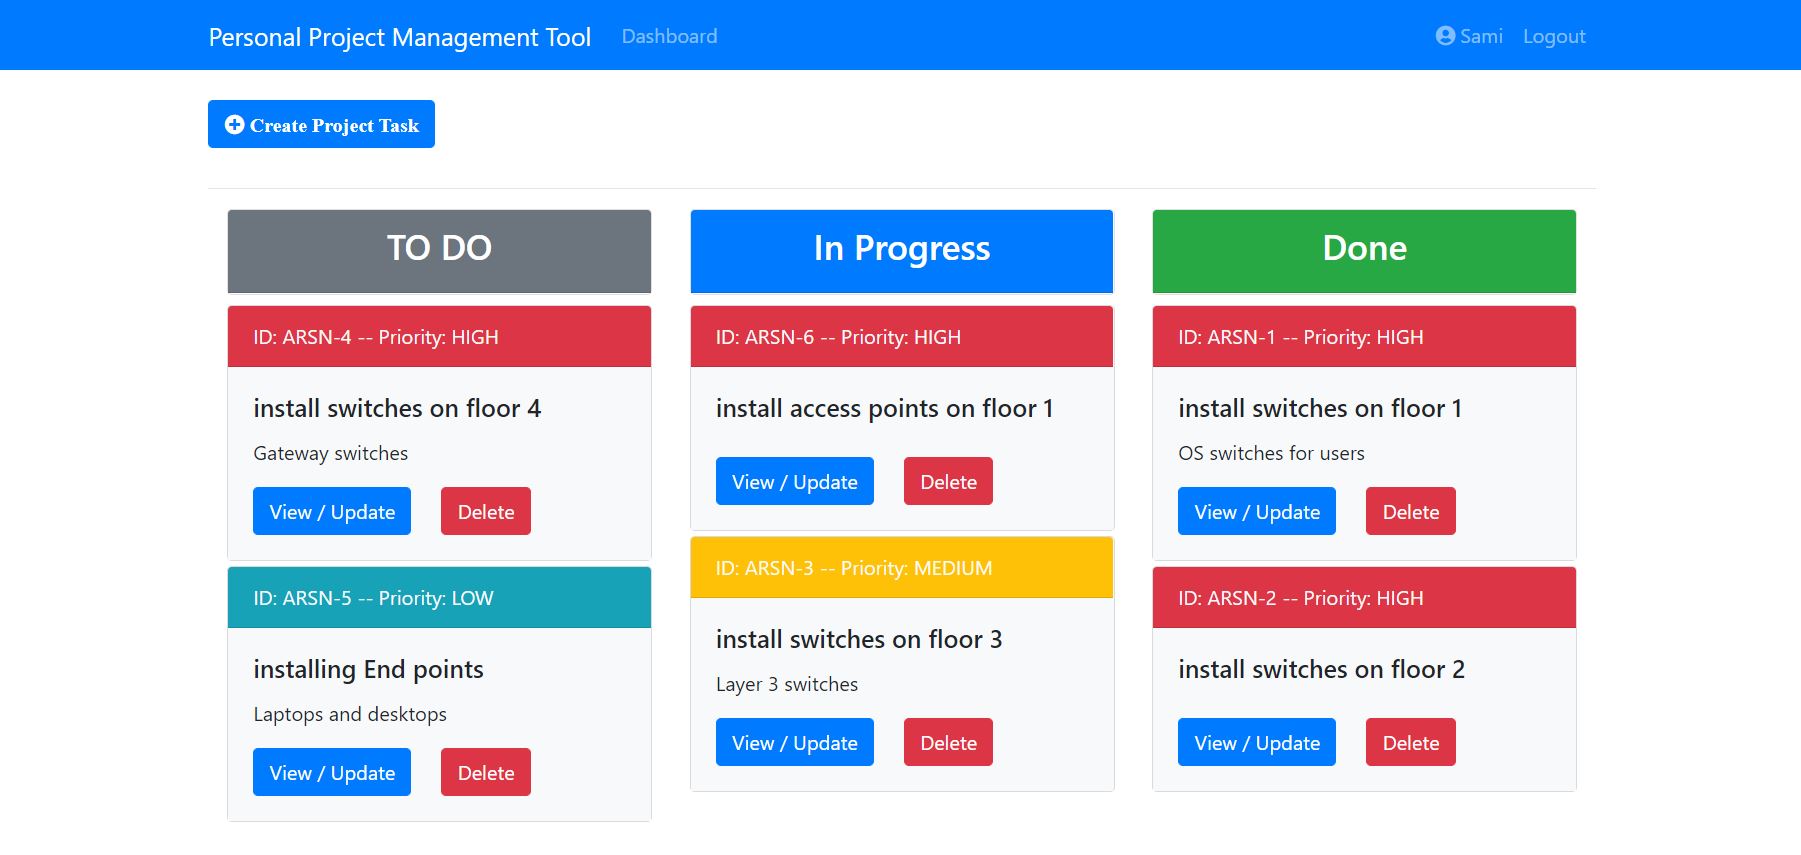 Personal Project Management Tool Dashboard Sami Logout
Create Project Task
TO DO
ID: ARSN-4 -- Priority: HIGH
install switches on floor 4
Gateway switches
View / Update Delete
ID: ARSN-5 -- Priority: LOW
installing End points
Laptops and desktops
View / Update Delete
In Progress
ID: ARSN-6 -- Priority: HIGH
install access points on floor 1
View / Update Delete
ID: ARSN-3 -- Priority: MEDIUM
install switches on floor 3
Layer 3 switches
View / Update Delete
Done
ID: ARSN-1 -- Priority: HIGH
install switches on floor 1
OS switches for users
View / Update Delete
ID: ARSN-2 -- Priority: HIGH
install switches on floor 2
View / Update Delete